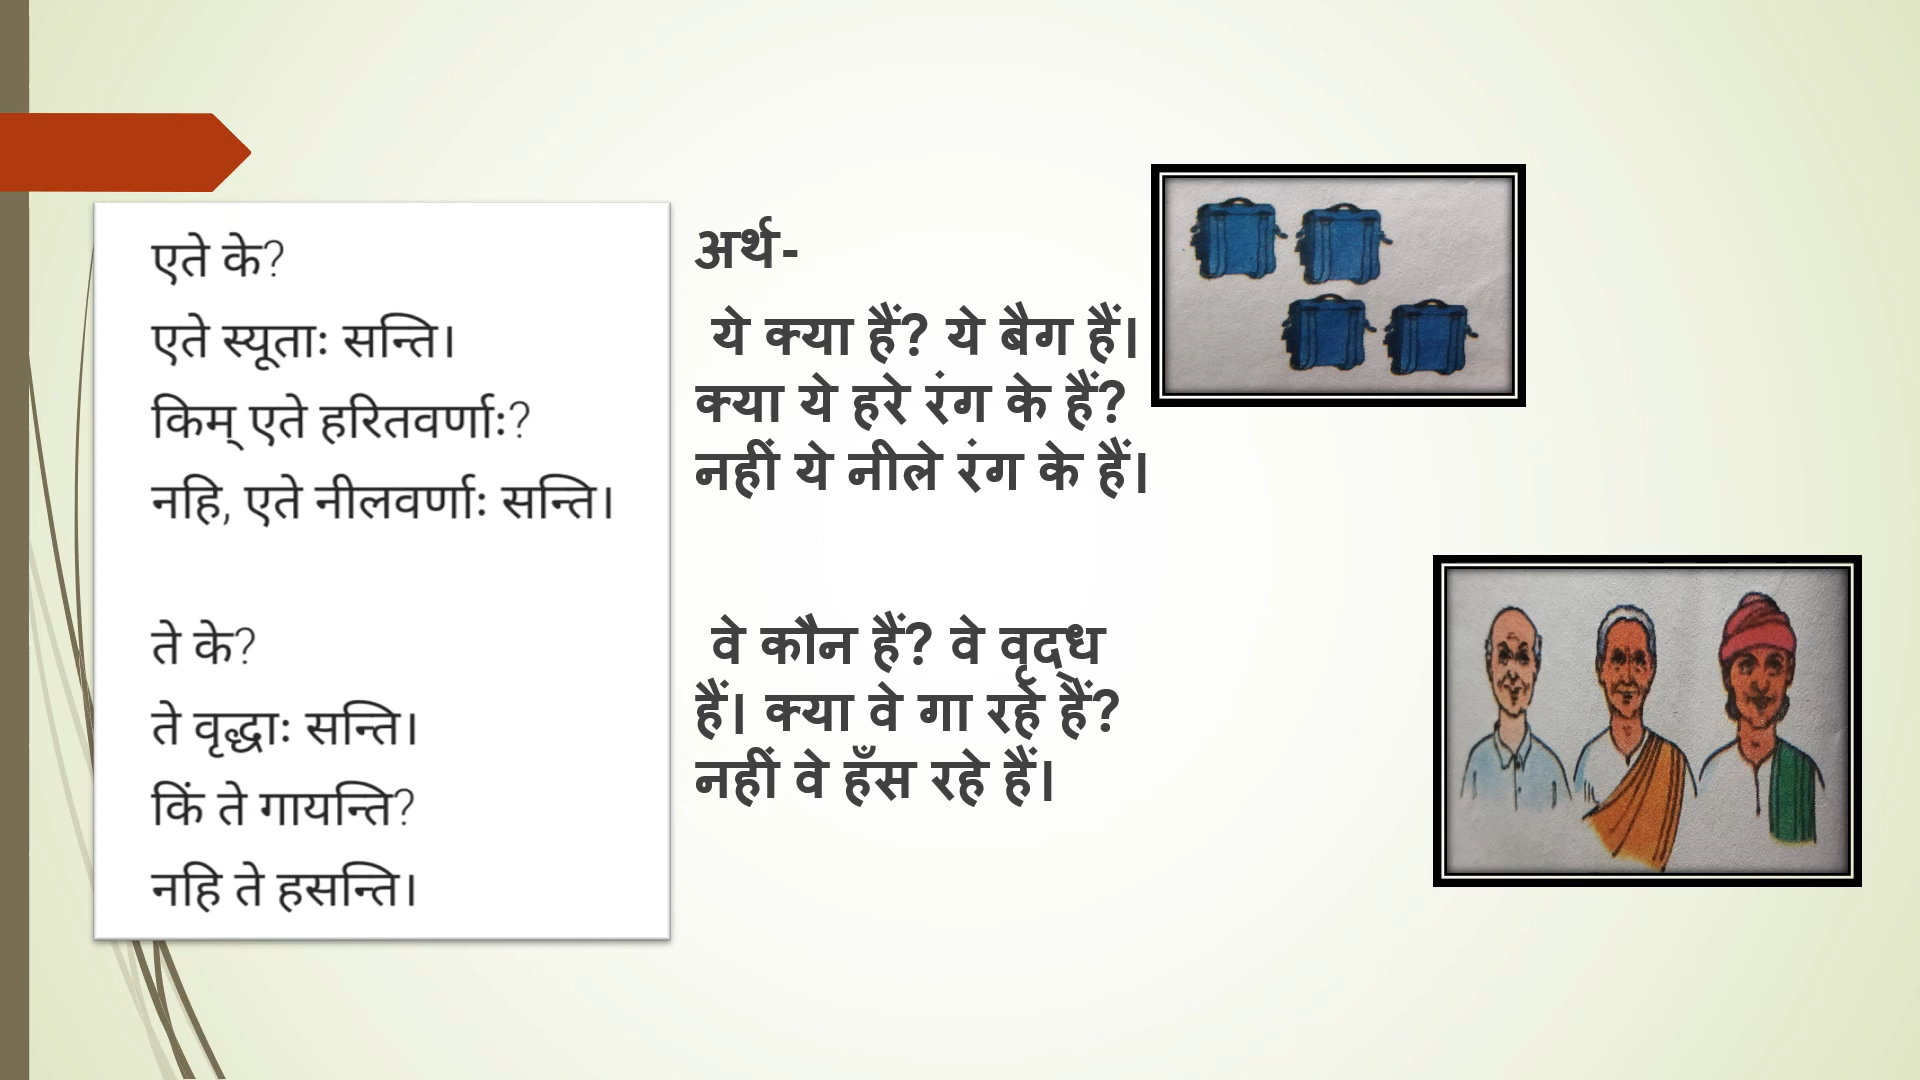 एते के?
एते स्यूताः सन्ति।
किम् एते हरितवर्णाः?
नहि, एते नीलवर्णाः सन्ति।
ते के?
ते वृद्धाः सन्ति।
किं ते गायन्ति?
नहि ते हसन्ति।
अर्थ-
ये क्या हैं? ये बैग हैं।
क्या ये हरे रंग के हैं?
नहीं ये नीले रंग के हैं।
वे कौन हैं? वे वृद्ध
हैं। क्या वे गा रहे हैं?
नहीं वे हँस रहे हैं।